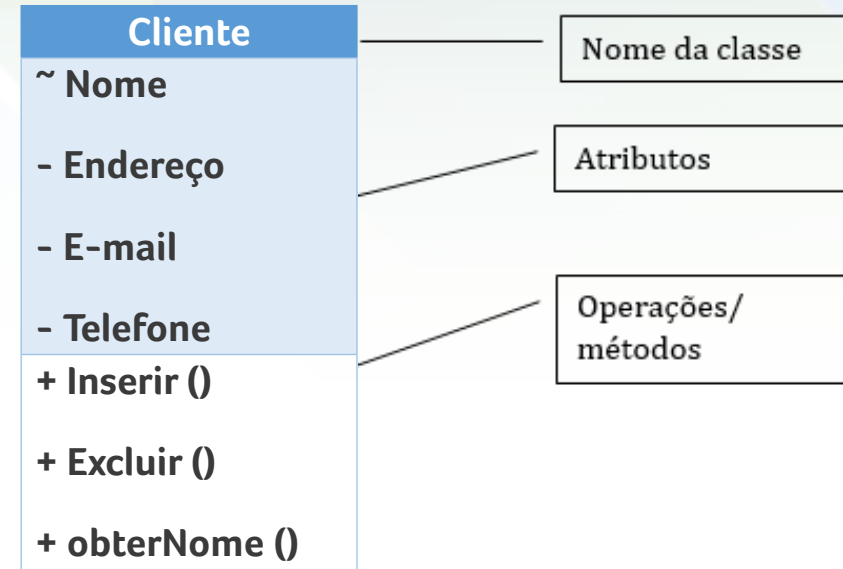 Cliente
~ Nome
- Endereço
- E-mail
- Telefone
+ Inserir ()
+ Excluir ()
+ obterNome ()
Nome da classe
Atributos
Operações/
métodos